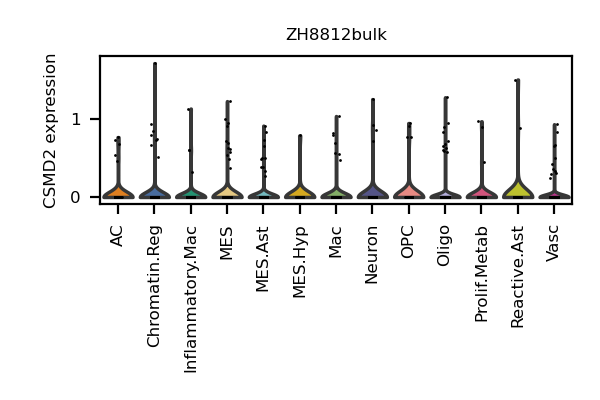 ZH8812bulk
CSMD2 expression
1
0
AC
Chromatin.Reg
Inflammatory.Mac
MES
MES.Ast
MES.Hyp
Mac
Neuron
OPC
Oligo
Prolif.Metab
Reactive.Ast
Vasc